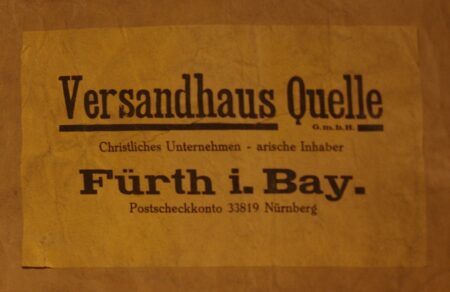 Versandhaus Quelle
G.m.b.H.
Christliches Unternehmen - arische Inhaber
Fürth i. Bay.
Postscheckkonto 33819 Nürnberg